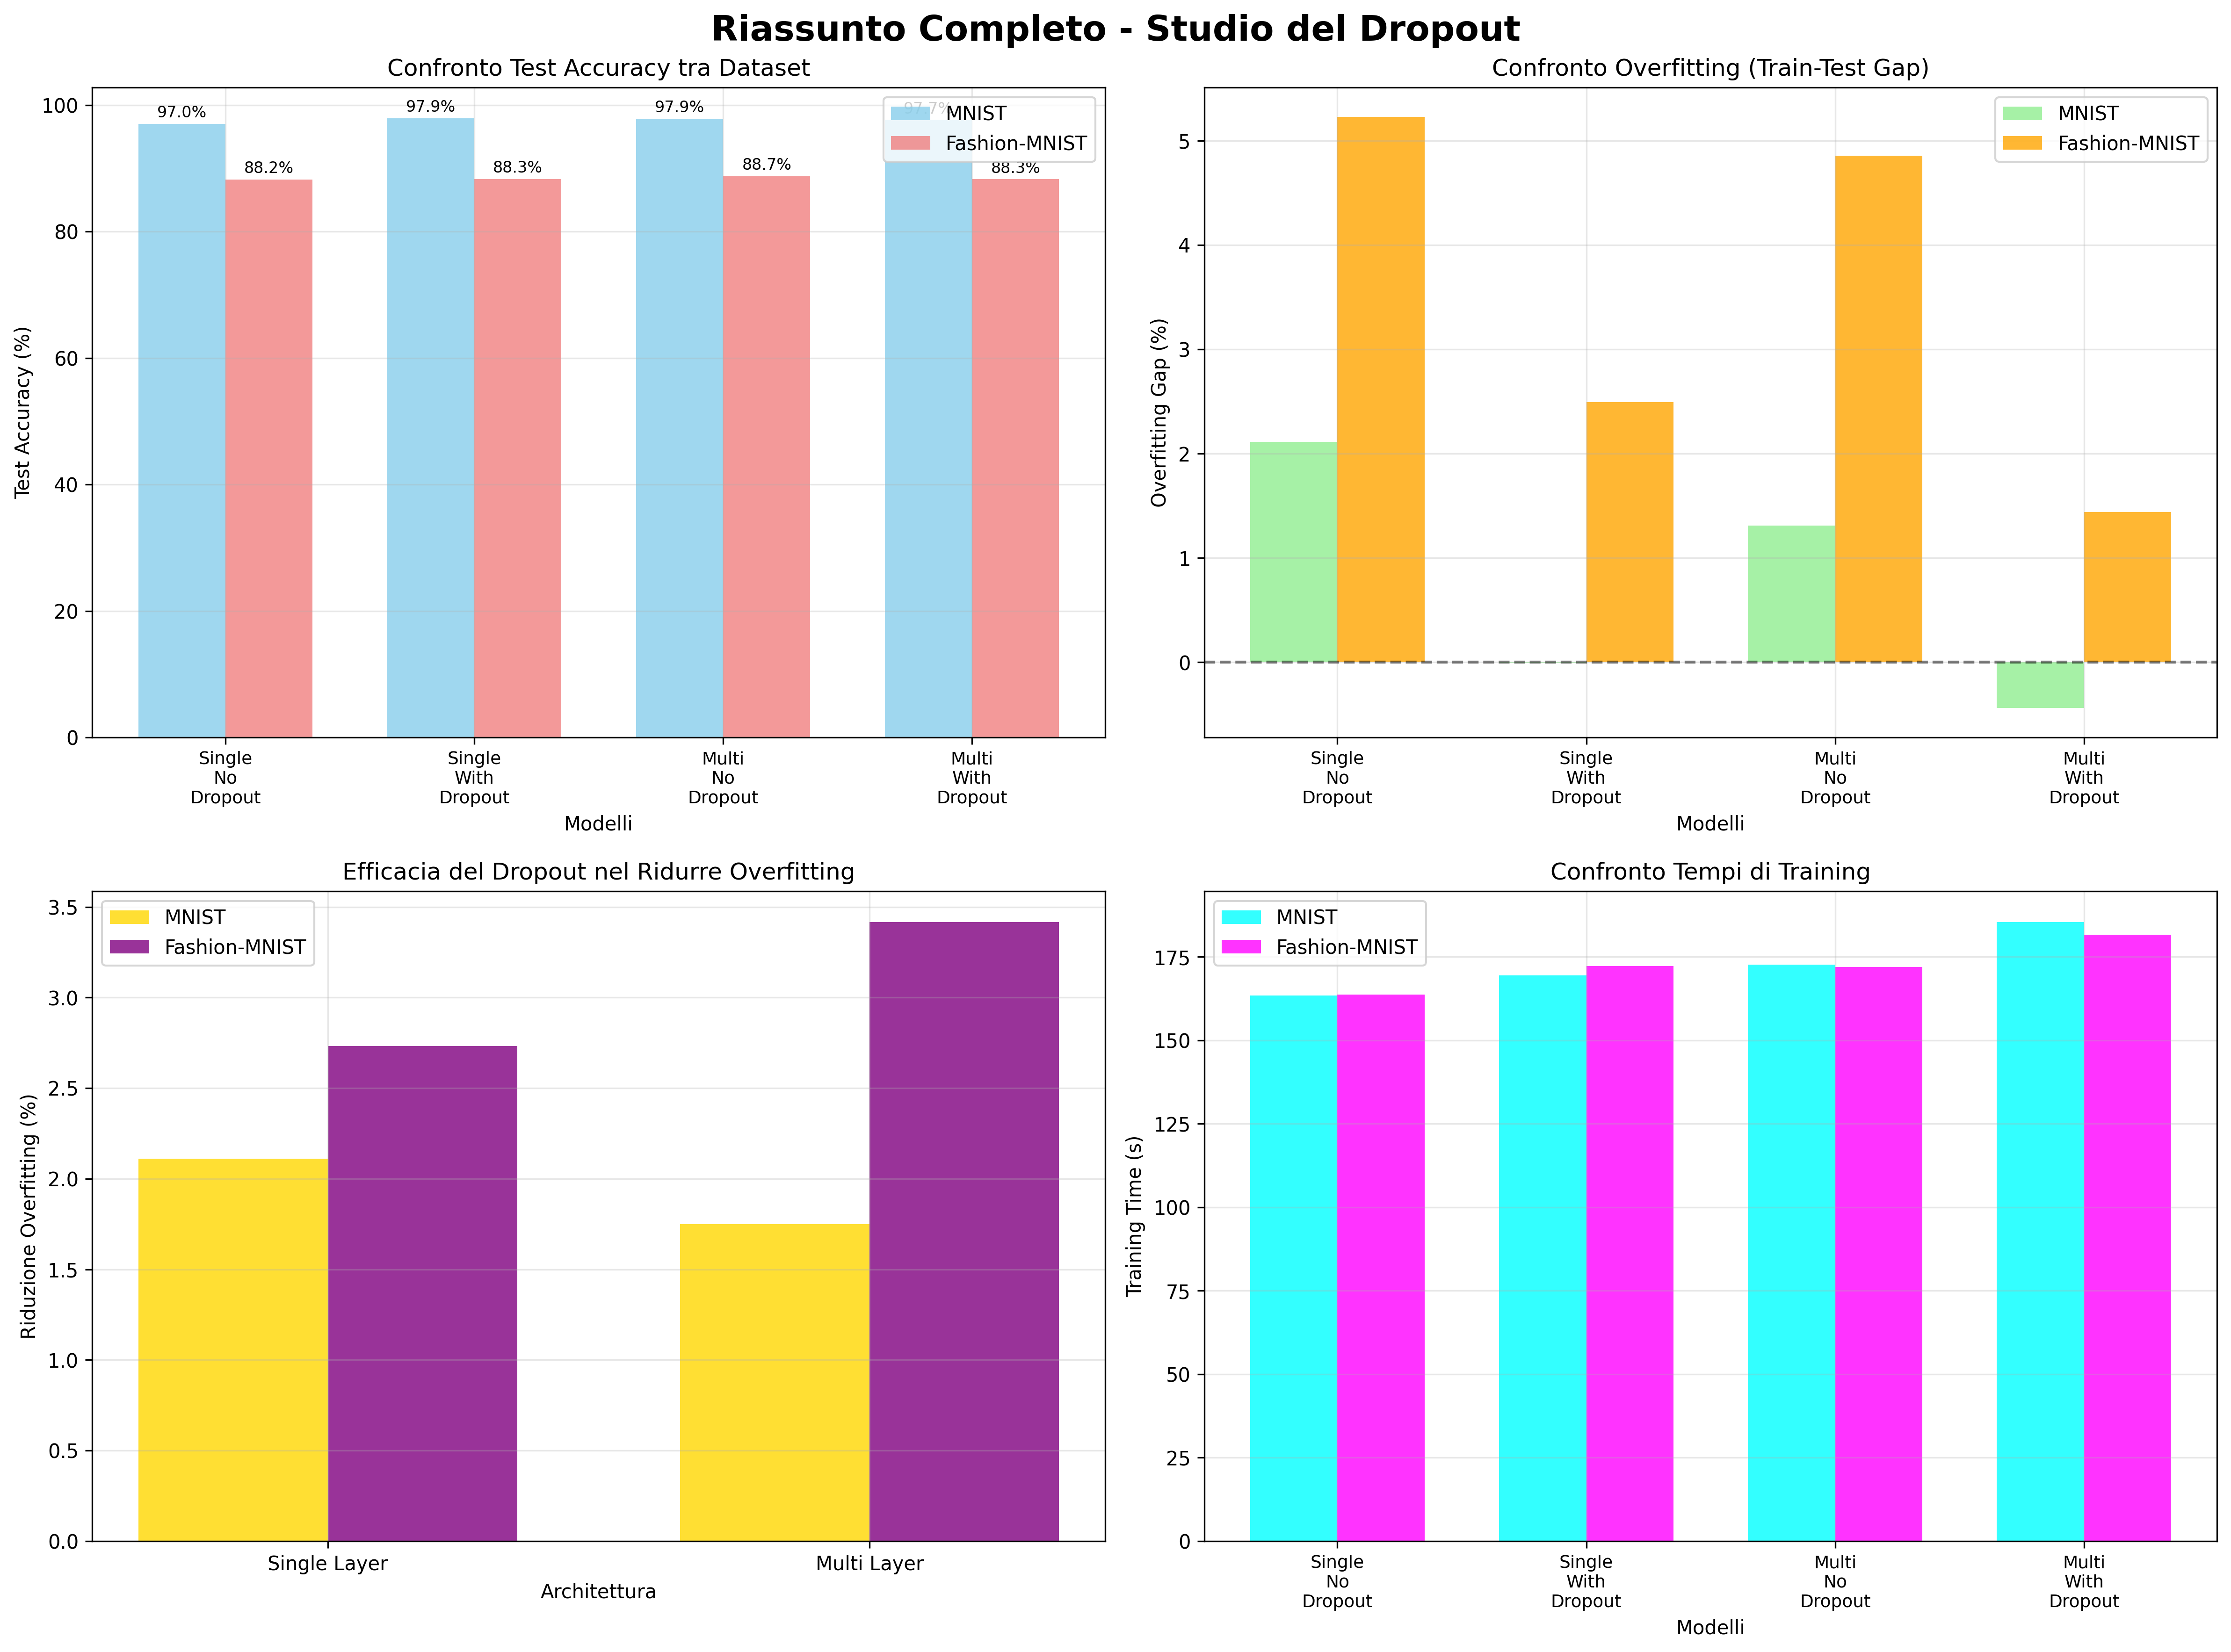 Riassunto Completo - Studio del Dropout
Confronto Test Accuracy tra Dataset
Test Accuracy (%)
100
80
60
40
20
0
97.0%
88.2%
97.9%
88.3%
97.9%
88.7%
97.7%
88.3%
MNIST
Fashion-MNIST
Single
No
Dropout
Single
With
Dropout
Multi
No
Dropout
Multi
With
Dropout
Modelli
Confronto Overfitting (Train-Test Gap)
Overfitting Gap (%)
5
4
3
2
1
0
MNIST
Fashion-MNIST
Single
No
Dropout
Single
With
Dropout
Multi
No
Dropout
Multi
With
Dropout
Modelli
Efficacia del Dropout nel Ridurre Overfitting
Riduzione Overfitting (%)
3.5
3.0
2.5
2.0
1.5
1.0
0.5
0.0
MNIST
Fashion-MNIST
Single Layer
Multi Layer
Architettura
Confronto Tempi di Training
Training Time (s)
175
150
125
100
75
50
25
0
MNIST
Fashion-MNIST
Single
No
Dropout
Single
With
Dropout
Multi
No
Dropout
Multi
With
Dropout
Modelli